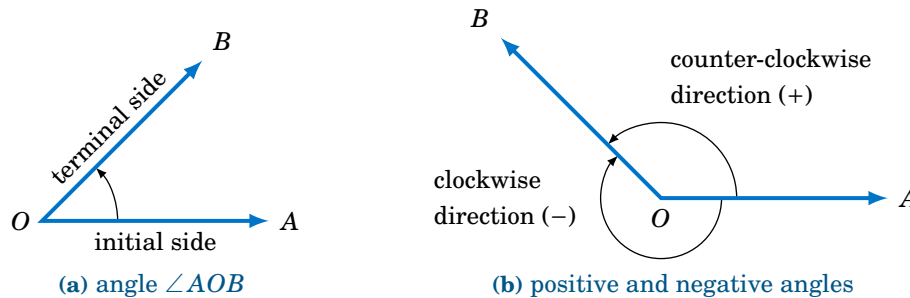 B
terminal side
O
A
initial side
(a) angle ∠AOB
B
counter-clockwise
direction (+)
clockwise
direction (−)
O
A
(b) positive and negative angles